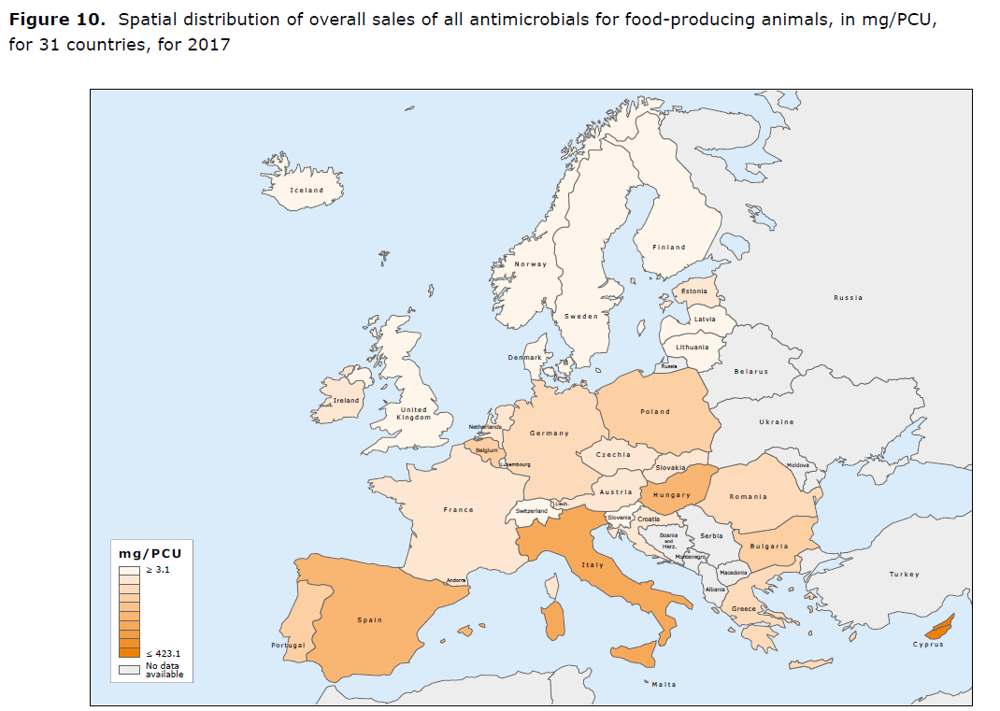 Figure 10. Spatial distribution of overall sales of all antimicrobials for food-producing animals, in mg/PCU,
for 31 countries, for 2017
Iceland
Finland
Norway
Estonia
Russia
Sweden
Latvia
Lithuania
Denmark
Russia
Belarus
Ireland
United
Kingdom
Poland
Ukraine
Netherlands
Germany
Belgium
Czechia
Luxembourg
Slovakia
Moldova
Austria
Hungary
Romania
France
Switzerland
Liech.
Slovenia
Croatia
Bosnia
and
Herz.
Serbia
Bulgaria
Montenegro
Italy
Macedonia
Turkey
Andorra
Albania
Greece
Spain
Portugal
Cyprus
Malta
mg/PCU
≥ 3.1
≤ 423.1
No data
available